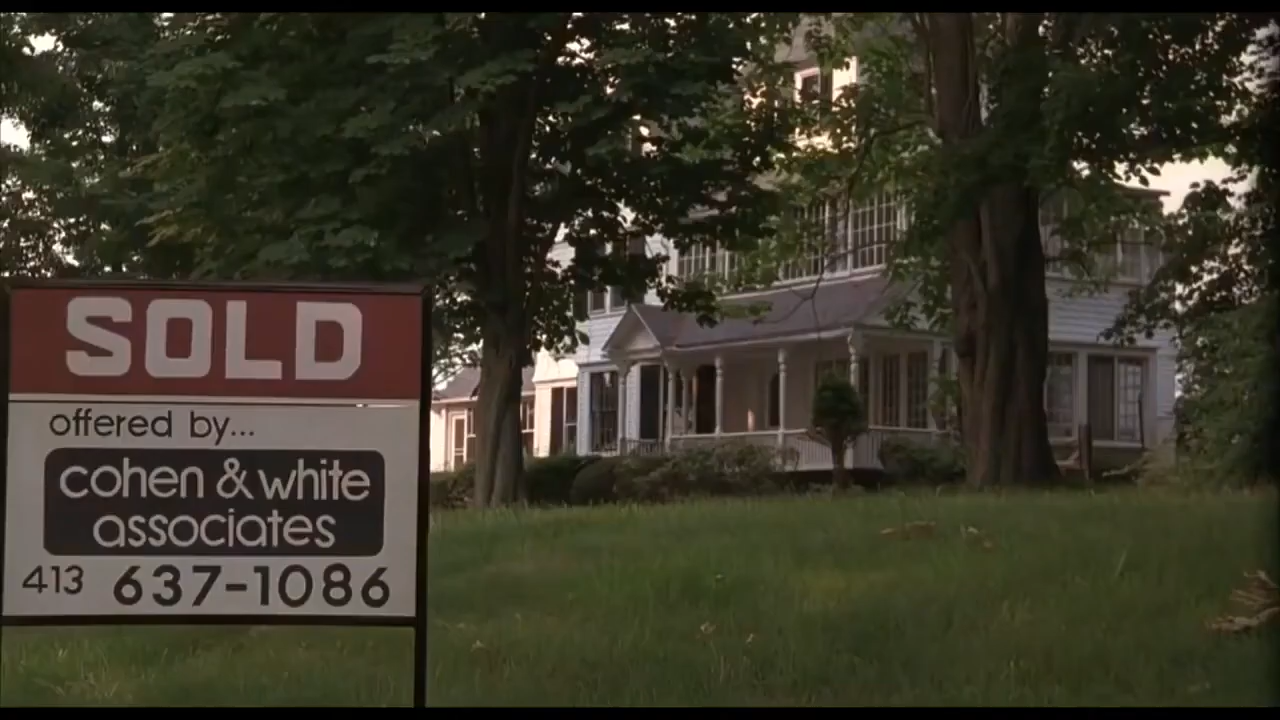 SOLD
offered by...
cohen & white
associates
413 637-1086